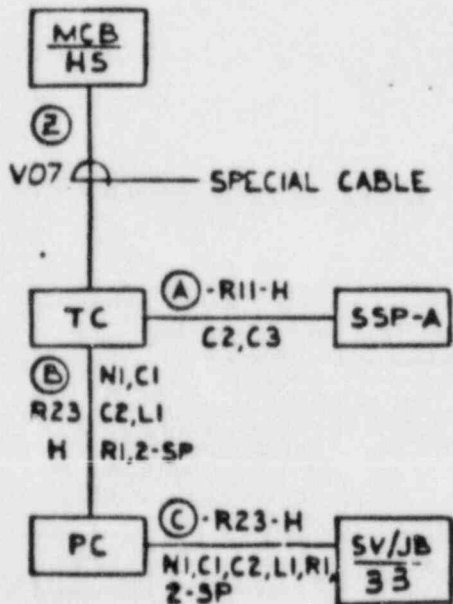 MCB
HS
2
V07
SPECIAL CABLE
A -R11-H
TC
SSP-A
C2,C3
B N1,C1
R23 C2,L1
H R1,2-SP
C -R23-H
PC
SV/JB
33
N1,C1,C2,L1,R1,
2-SP